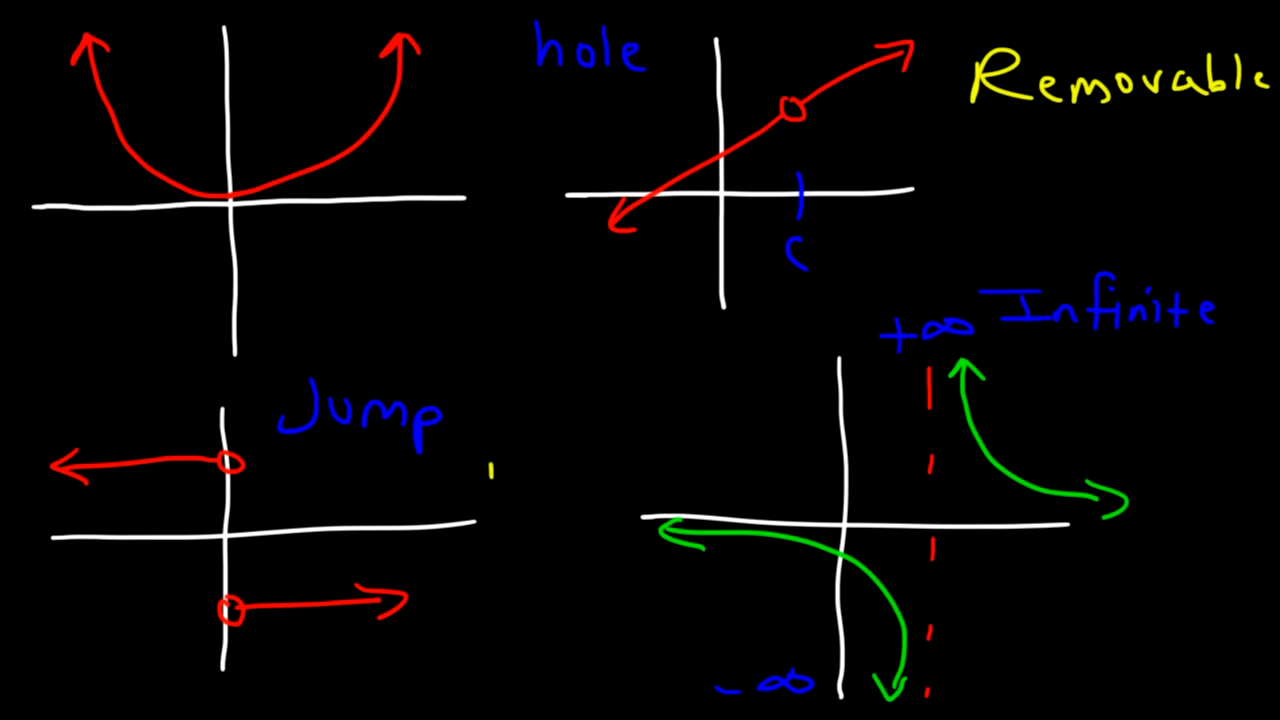 hole
Removable
c
+∞ Infinite
Jump
- ∞